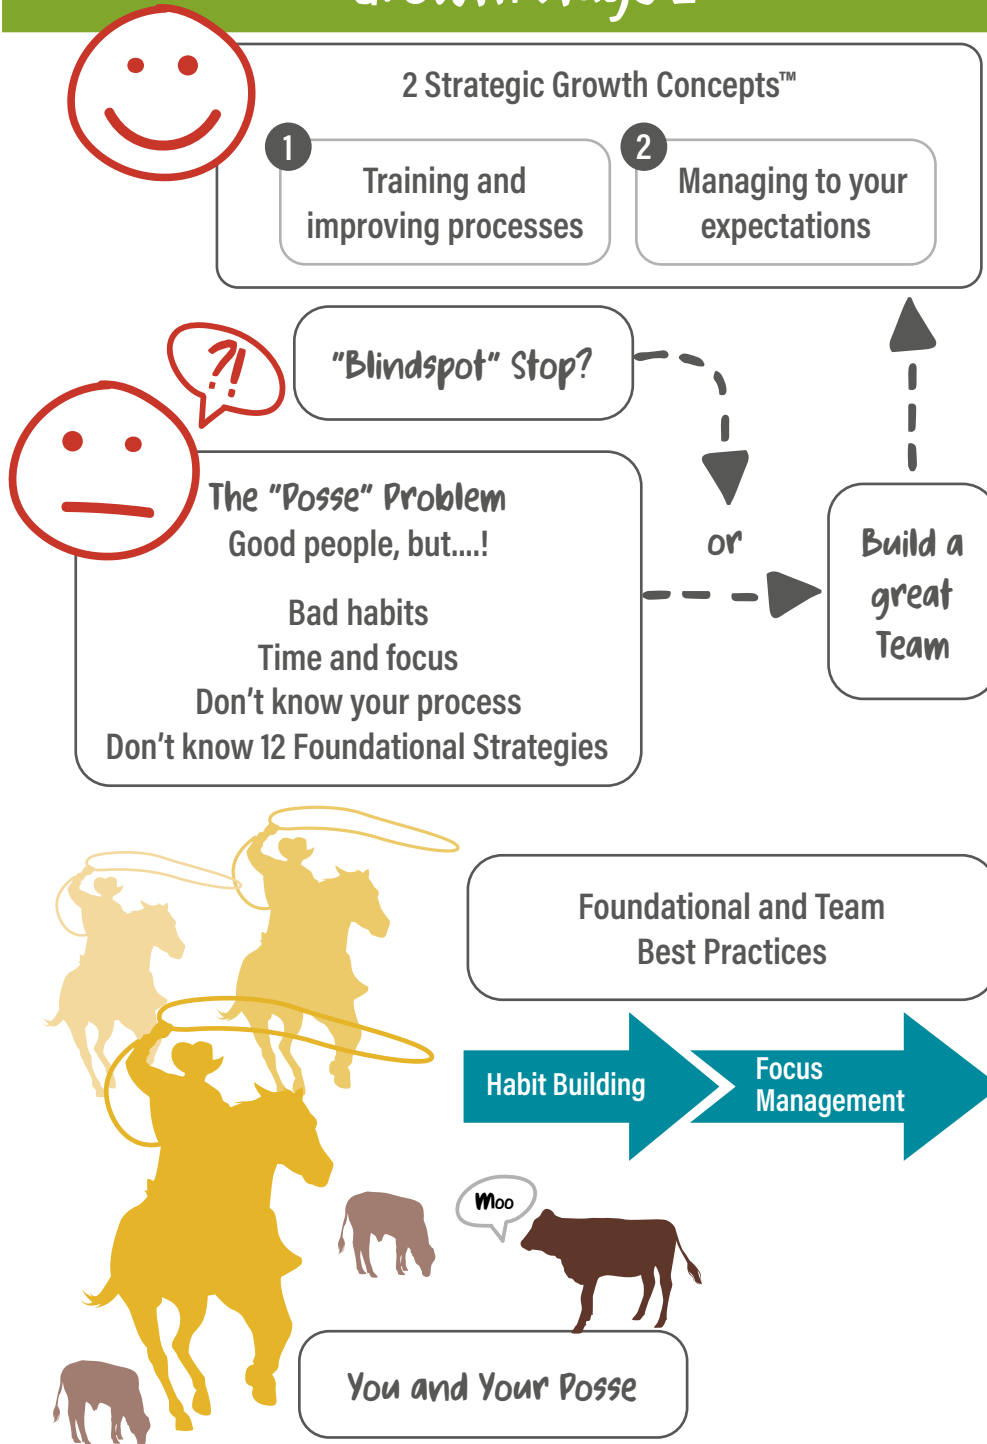 2 Strategic Growth Concepts™
1
Training and
improving processes
2
Managing to your
expectations
?!
"Blindspot" Stop?
The "Posse" Problem
Good people, but....!
Bad habits
Time and focus
Don't know your process
Don't know 12 Foundational Strategies
or
Build a
great
Team
Foundational and Team
Best Practices
Habit Building
Focus
Management
Moo
You and Your Posse